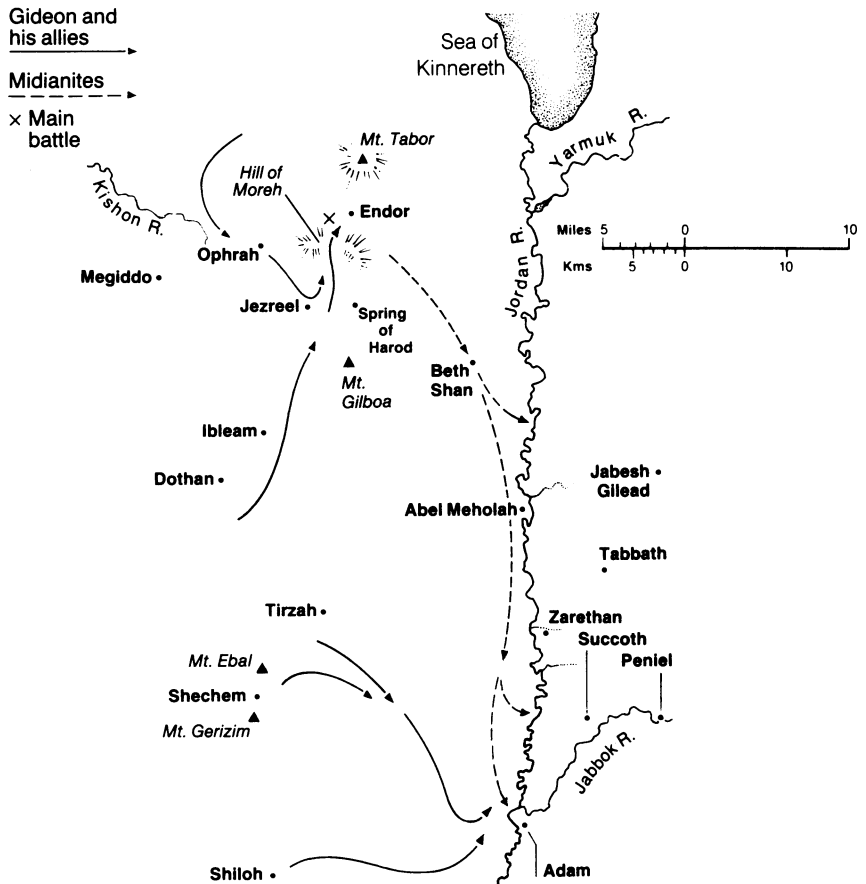 Gideon and
his allies
Midianites
× Main
battle
Sea of
Kinnereth
Mt. Tabor
Yarmuk R.
Hill of
Moreh
Kishon R.
Endor
Ophrah
Jordan R.
Miles 5 0 10
Kms 5 0 10
Megiddo
Jezreel
Spring
of
Harod
Beth
Shan
Mt.
Gilboa
Ibleam
Dothan
Jabesh
Gilead
Abel Meholah
Tabbath
Tirzah
Zarethan
Succoth
Peniel
Mt. Ebal
Shechem
Mt. Gerizim
Jabbok R.
Shiloh
Adam